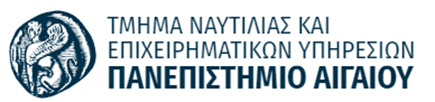 ΤΜΗΜΑ ΝΑΥΤΙΛΙΑΣ ΚΑΙ
ΕΠΙΧΕΙΡΗΜΑΤΙΚΩΝ ΥΠΗΡΕΣΙΩΝ
ΠΑΝΕΠΙΣΤΗΜΙΟ ΑΙΓΑΙΟΥ